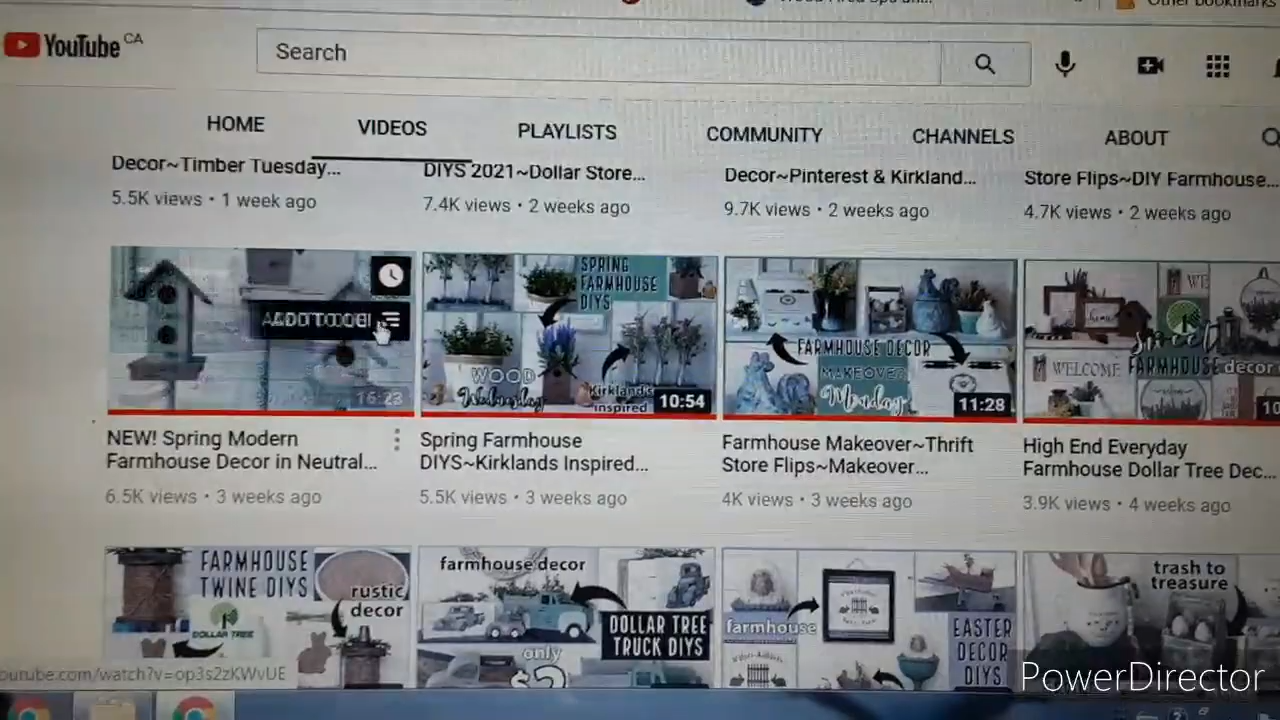 Other bookmarks
YouTube CA
Search
HOME
VIDEOS
PLAYLISTS
COMMUNITY
CHANNELS
ABOUT
Decor~Timber Tuesday...
5.5K views • 1 week ago
DIYS 2021~Dollar Store...
7.4K views • 2 weeks ago
Decor~Pinterest & Kirkland...
9.7K views • 2 weeks ago
Store Flips~DIY Farmhouse...
4.7K views • 2 weeks ago
16:23
NEW! Spring Modern
Farmhouse Decor in Neutral...
6.5K views • 3 weeks ago
SPRING
FARMHOUSE
DIYS
WOOD
Wednesday
Kirklands
inspired
10:54
Spring Farmhouse
DIYS~Kirklands Inspired...
5.5K views • 3 weeks ago
FARMHOUSE DECOR
MAKEOVER
Monday
11:28
Farmhouse Makeover~Thrift
Store Flips~Makeover...
4K views • 3 weeks ago
WE
home
WELCOME
FARMHOUSE decor
High End Everyday
Farmhouse Dollar Tree Dec...
3.9K views • 4 weeks ago
FARMHOUSE
TWINE DIYS
rustic
decor
DOLLAR TREE
farmhouse decor
DOLLAR TREE
TRUCK DIYS
only
$2
farmhouse
EASTER
DECOR
DIYS
trash to
treasure
outube.com/watch?v=op3s2zKWvUE
PowerDirector